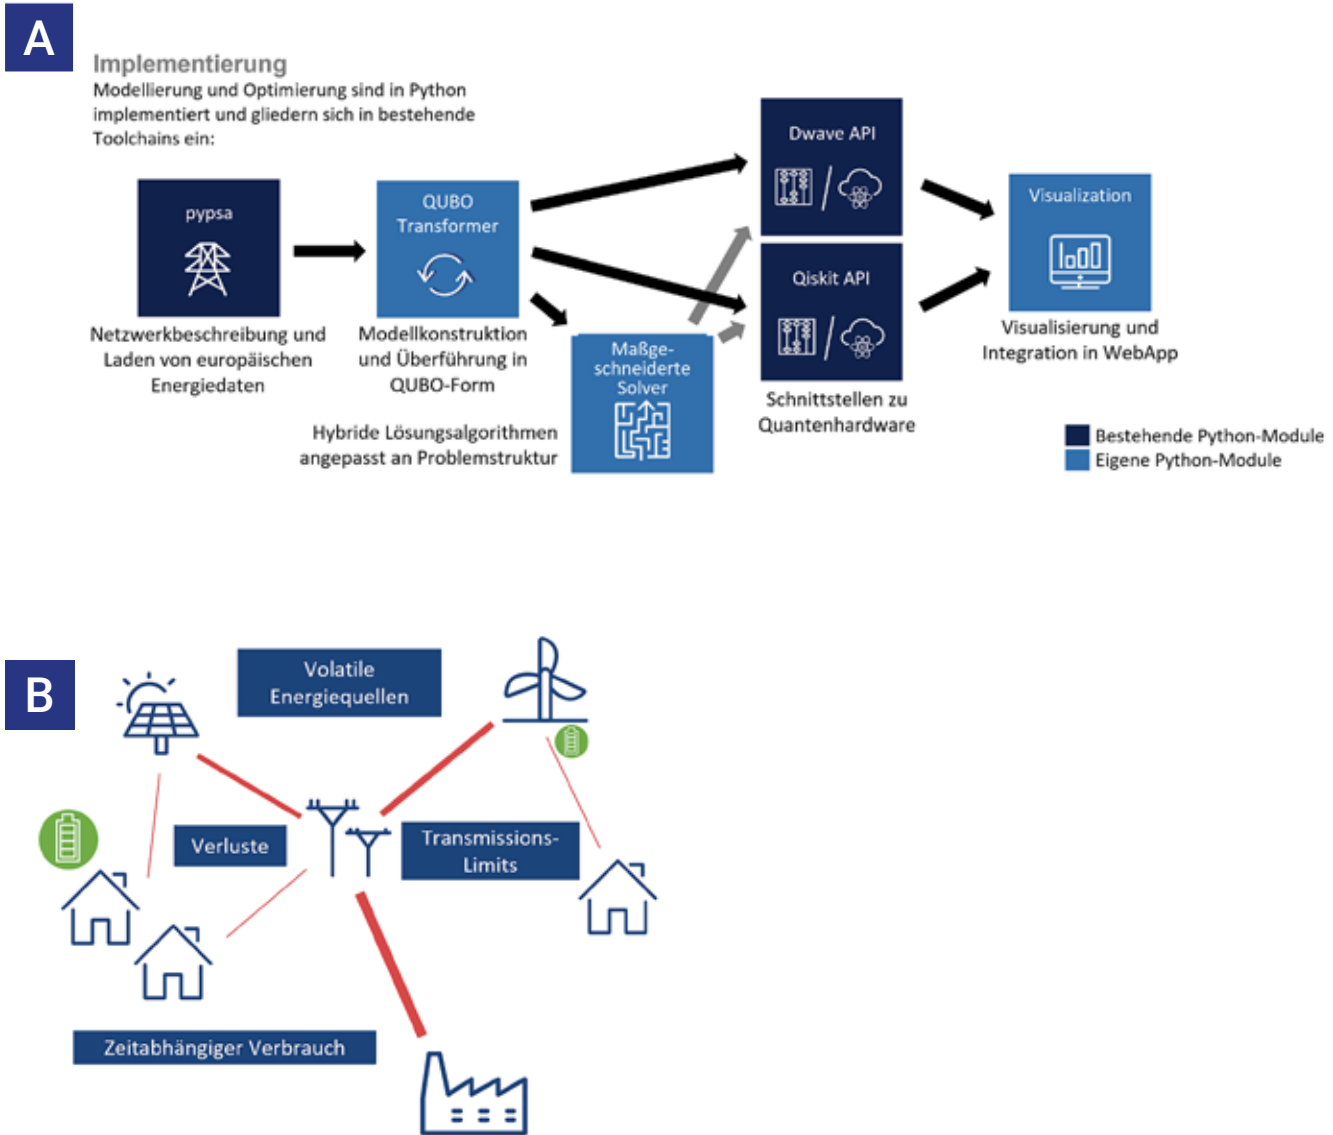 A
Implementierung
Modellierung und Optimierung sind in Python
implementiert und gliedern sich in bestehende
Toolchains ein:
pypsa
Netzwerkbeschreibung und
Laden von europäischen
Energiedaten
QUBO
Transformer
Modellkonstruktion
und Überführung in
QUBO-Form
Maßge-
schneiderte
Solver
Hybride Lösungsalgorithmen
angepasst an Problemstruktur
Dwave API
Qiskit API
Schnittstellen zu
Quantenhardware
Visualization
Visualisierung und
Integration in WebApp
Bestehende Python-Module
Eigene Python-Module
B
Volatile
Energiequellen
Verluste
Transmissions-
Limits
Zeitabhängiger Verbrauch